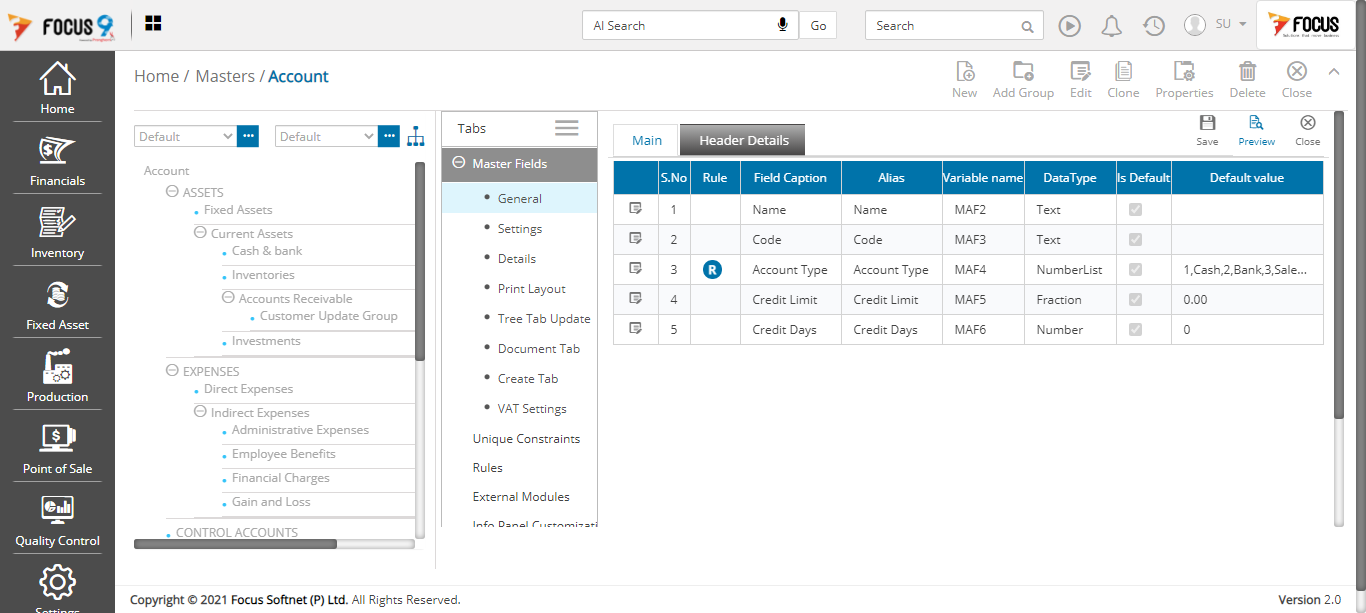 FOCUS 9
AI Search
Go
Search
SU
FOCUS
Home
Financials
Inventory
Fixed Asset
Production
Point of Sale
Quality Control
Settings
Home / Masters / Account
New
Add Group
Edit
Clone
Properties
Delete
Close
Default
Default
Account
ASSETS
Fixed Assets
Current Assets
Cash & bank
Inventories
Accounts Receivable
Customer Update Group
Investments
EXPENSES
Direct Expenses
Indirect Expenses
Administrative Expenses
Employee Benefits
Financial Charges
Gain and Loss
CONTROL ACCOUNTS
Tabs
Master Fields
General
Settings
Details
Print Layout
Tree Tab Update
Document Tab
Create Tab
VAT Settings
Unique Constraints
Rules
External Modules
Info Panel Customizati
Main
Header Details
Save
Preview
Close
S.No Rule Field Caption Alias Variable name DataType Is Default Default value
1 Name Name MAF2 Text
2 Code Code MAF3 Text
3 R Account Type Account Type MAF4 NumberList 1,Cash,2,Bank,3,Sale...
4 Credit Limit Credit Limit MAF5 Fraction 0.00
5 Credit Days Credit Days MAF6 Number 0
Copyright © 2021 Focus Softnet (P) Ltd. All Rights Reserved.
Version 2.0